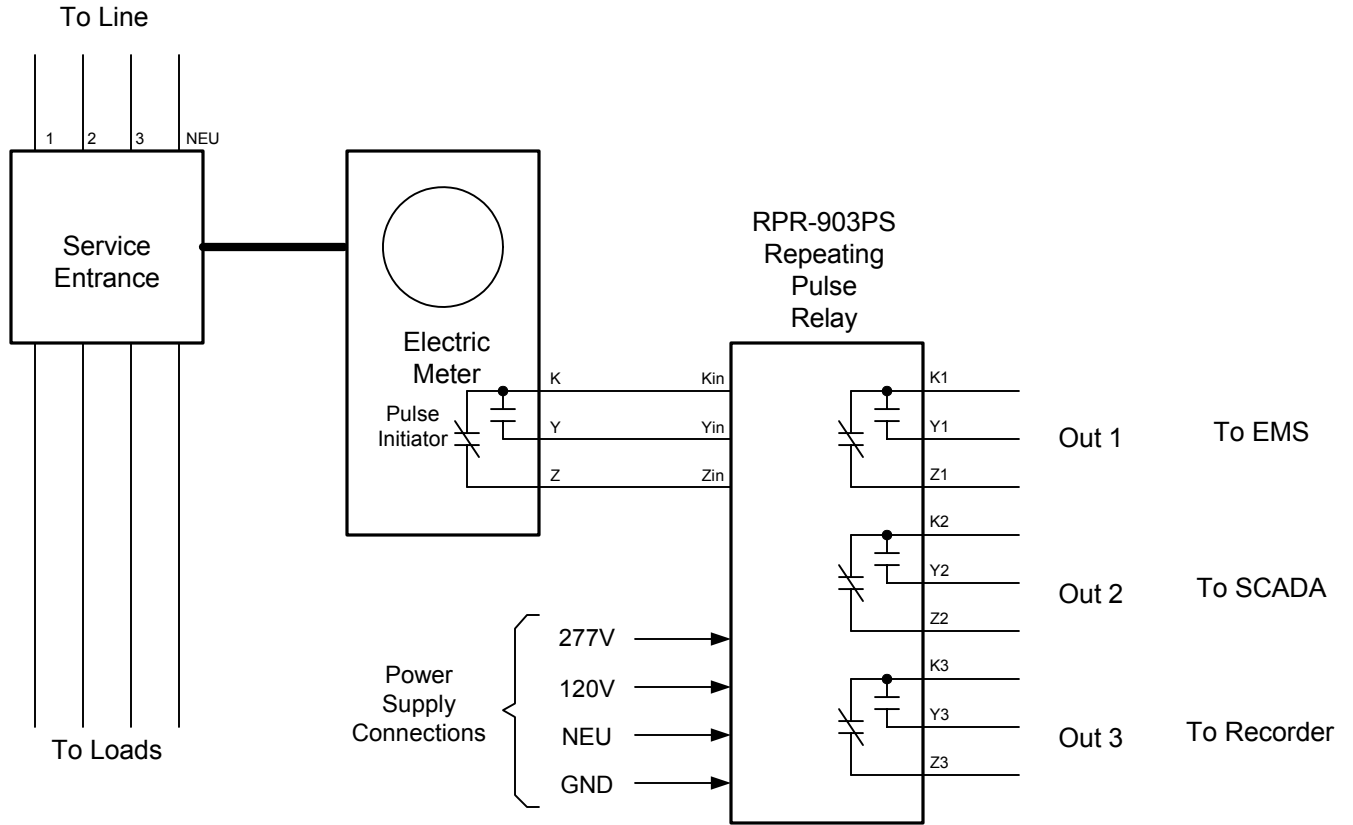 To Line
1
2
3
NEU
Service
Entrance
Electric
Meter
Pulse
Initiator
K
Y
Z
Kin
Yin
Zin
RPR-903PS
Repeating
Pulse
Relay
K1
Y1
Z1
Out 1
To EMS
K2
Y2
Z2
Out 2
To SCADA
K3
Y3
Z3
Out 3
To Recorder
Power
Supply
Connections
277V
120V
NEU
GND
To Loads